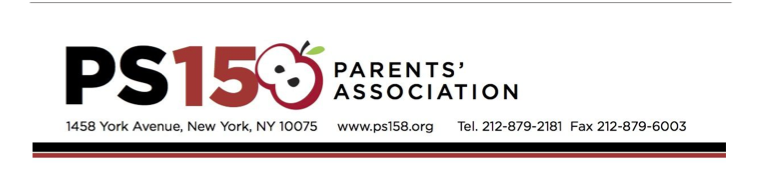 PS158 PARENTS'
ASSOCIATION
1458 York Avenue, New York, NY 10075 www.ps158.org Tel. 212-879-2181 Fax 212-879-6003